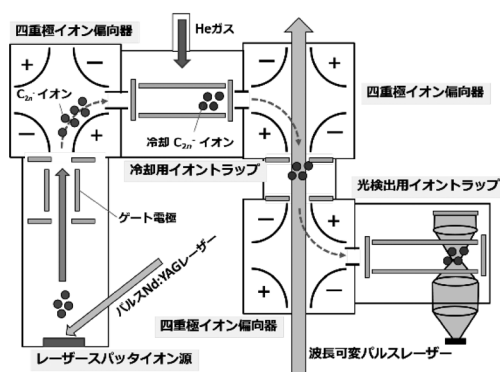 四重極イオン偏向器
Heガス
+
−
−
+
C2n⁻イオン
冷却 C2n⁻イオン
+
−
−
+
四重極イオン偏向器
冷却用イオントラップ
光検出用イオントラップ
ゲート電極
−
+
+
−
パルスNd:YAGレーザー
四重極イオン偏向器
レーザースパッタイオン源
波長可変パルスレーザー